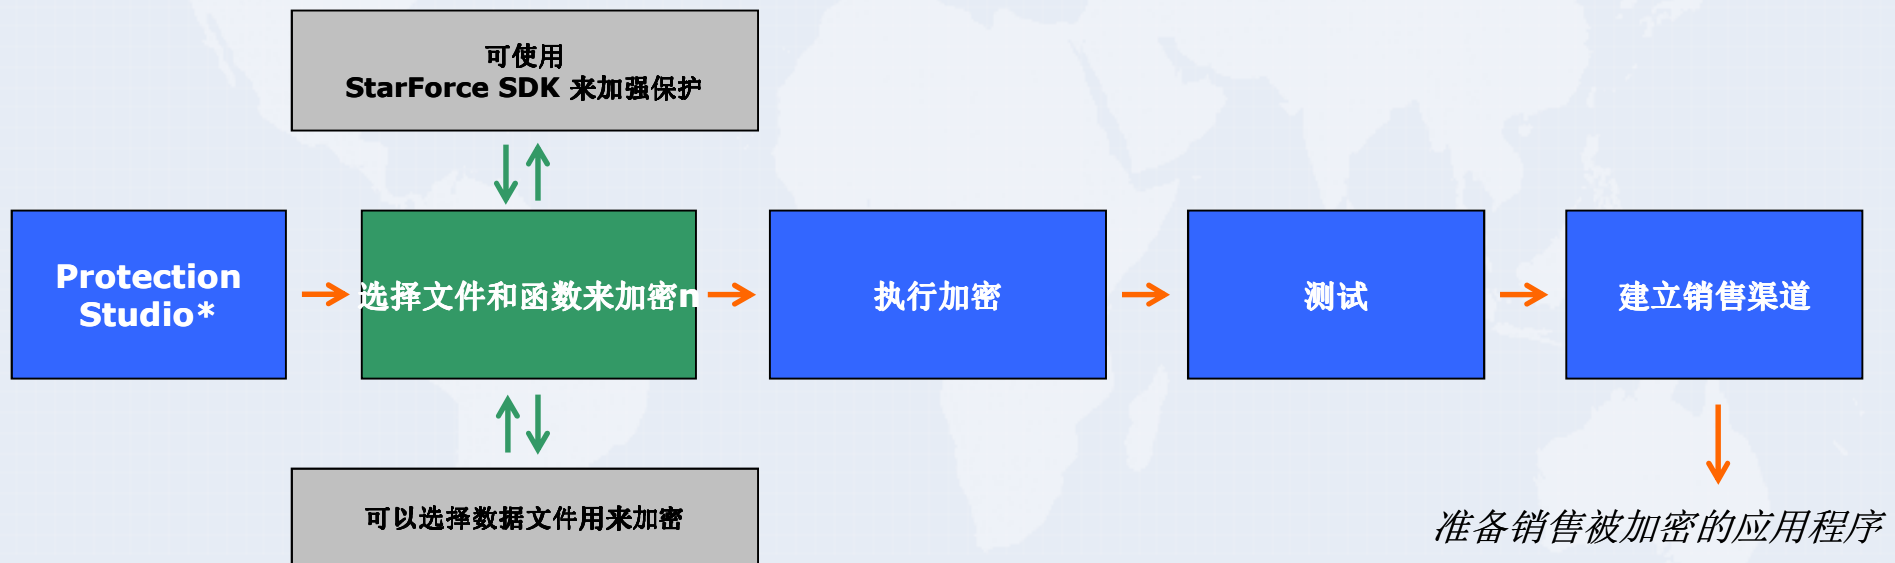 可使用
StarForce SDK 来加强保护
Protection
Studio*
选择文件和函数来加密n
执行加密
测试
建立销售渠道
可以选择数据文件用来加密
准备销售被加密的应用程序